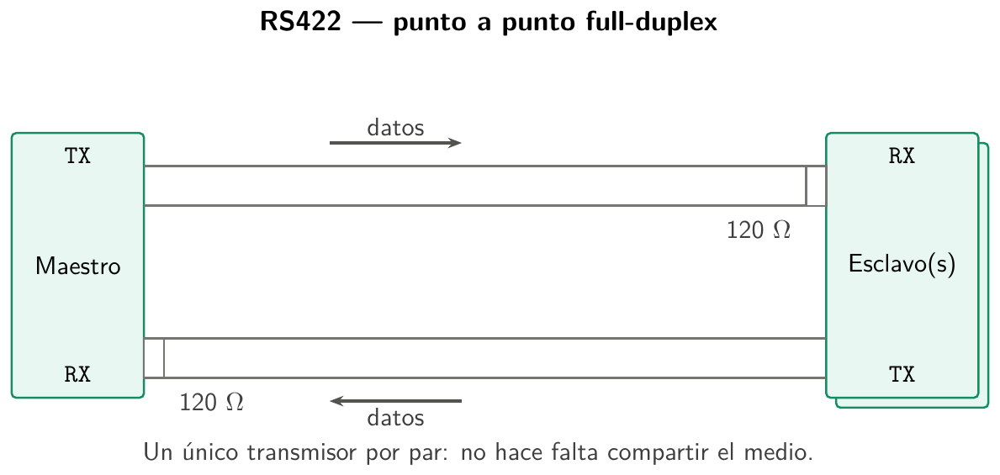 RS422 — punto a punto full-duplex
datos
TX
RX
120 Ω
Maestro
Esclavo(s)
RX
TX
120 Ω
datos
Un único transmisor por par: no hace falta compartir el medio.